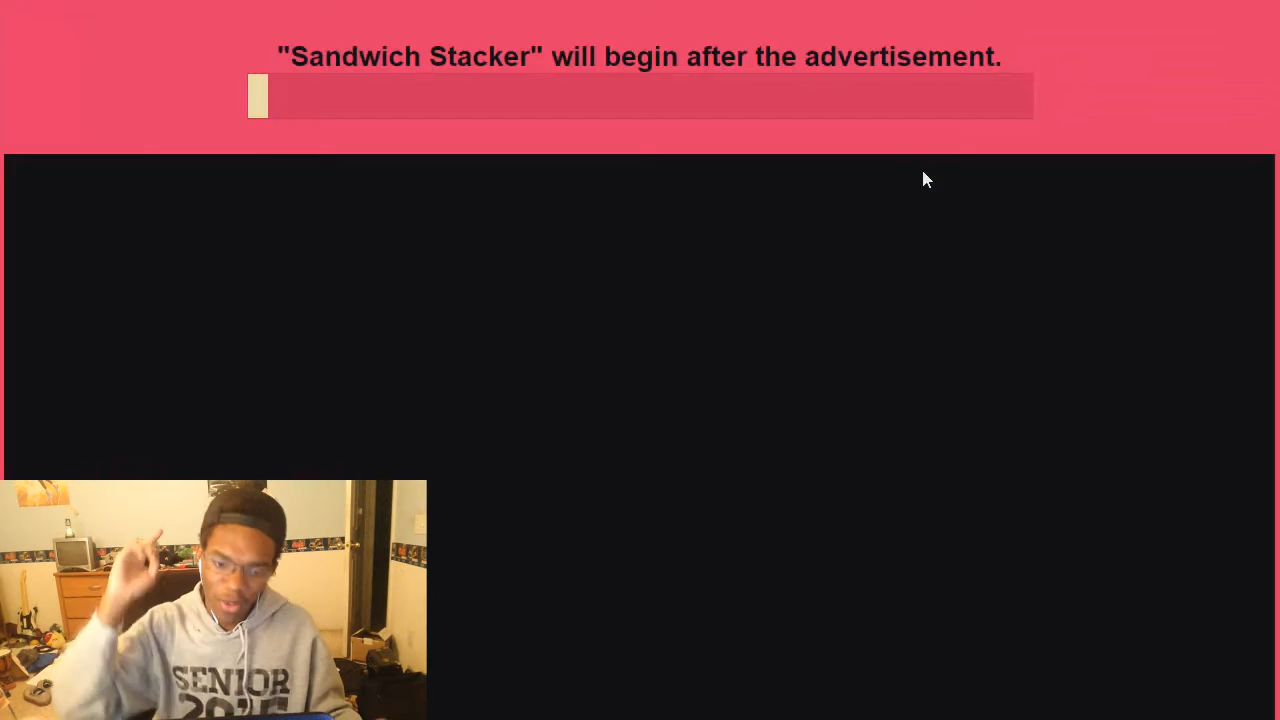 "Sandwich Stacker" will begin after the advertisement.
SENIOR